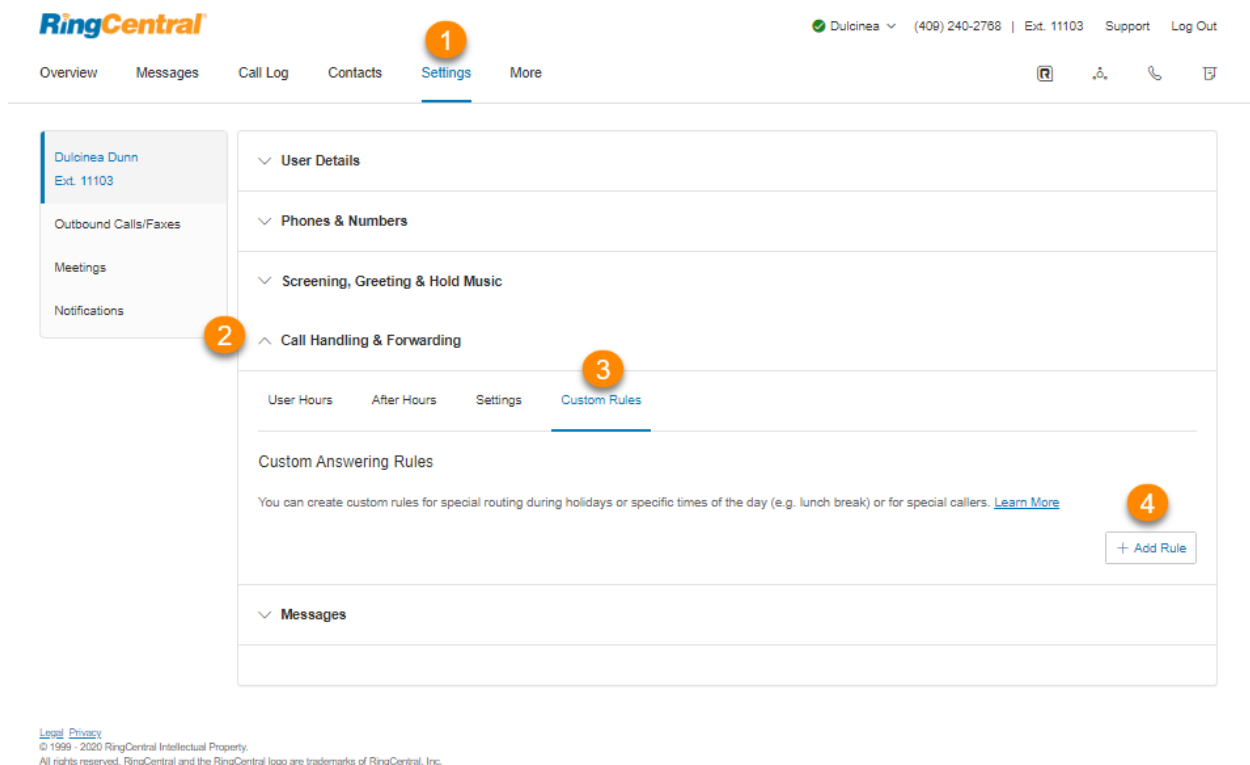 RingCentral®
1
Dulcinea (409) 240-2768 | Ext. 11103 Support Log Out
Overview Messages Call Log Contacts Settings More
Dulcinea Dunn
Ext. 11103
Outbound Calls/Faxes
Meetings
Notifications
User Details
Phones & Numbers
Screening, Greeting & Hold Music
2
Call Handling & Forwarding
3
User Hours After Hours Settings Custom Rules
Custom Answering Rules
You can create custom rules for special routing during holidays or specific times of the day (e.g. lunch break) or for special callers. Learn More
4
+ Add Rule
Messages
Legal Privacy
© 1999 - 2020 RingCentral Intellectual Property.
All rights reserved. RingCentral and the RingCentral logo are trademarks of RingCentral, Inc.